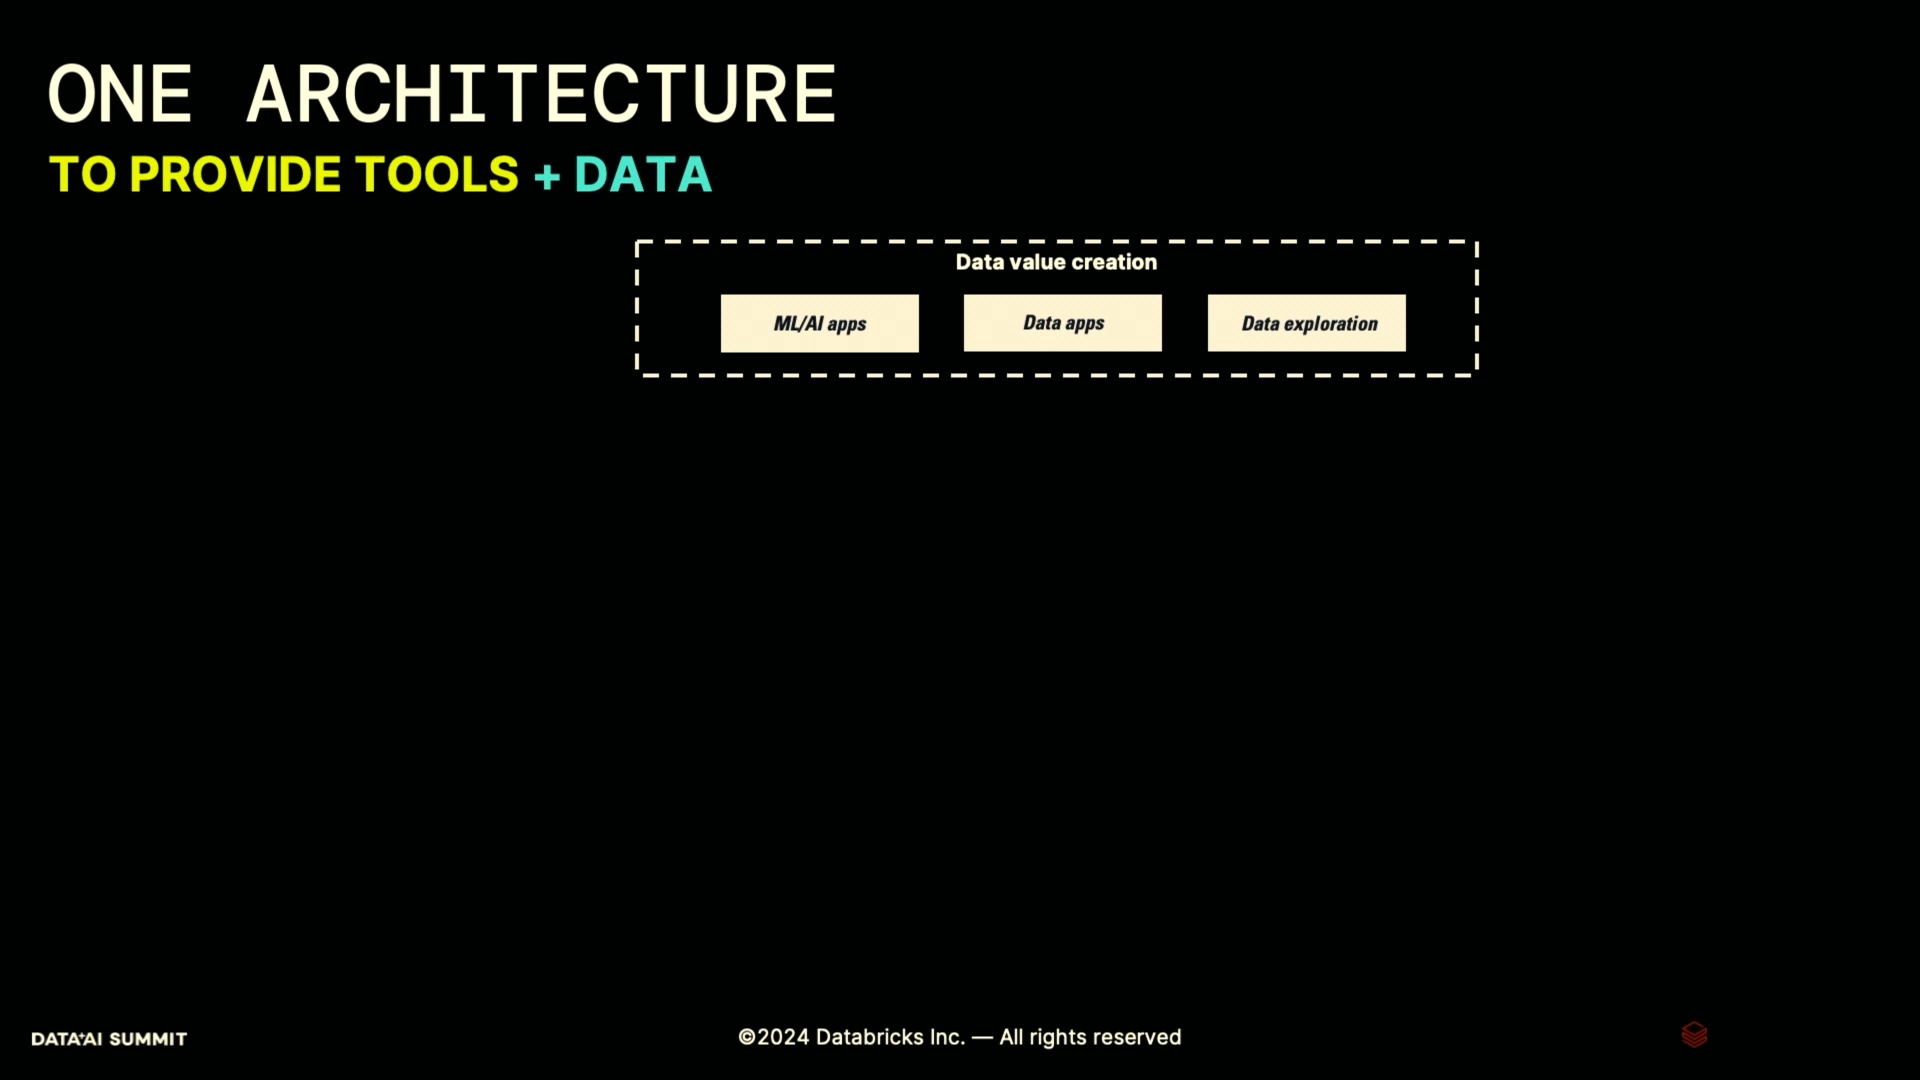 ONE ARCHITECTURE
TO PROVIDE TOOLS + DATA
Data value creation
ML/AI apps
Data apps
Data exploration
DATA+AI SUMMIT
©2024 Databricks Inc. — All rights reserved